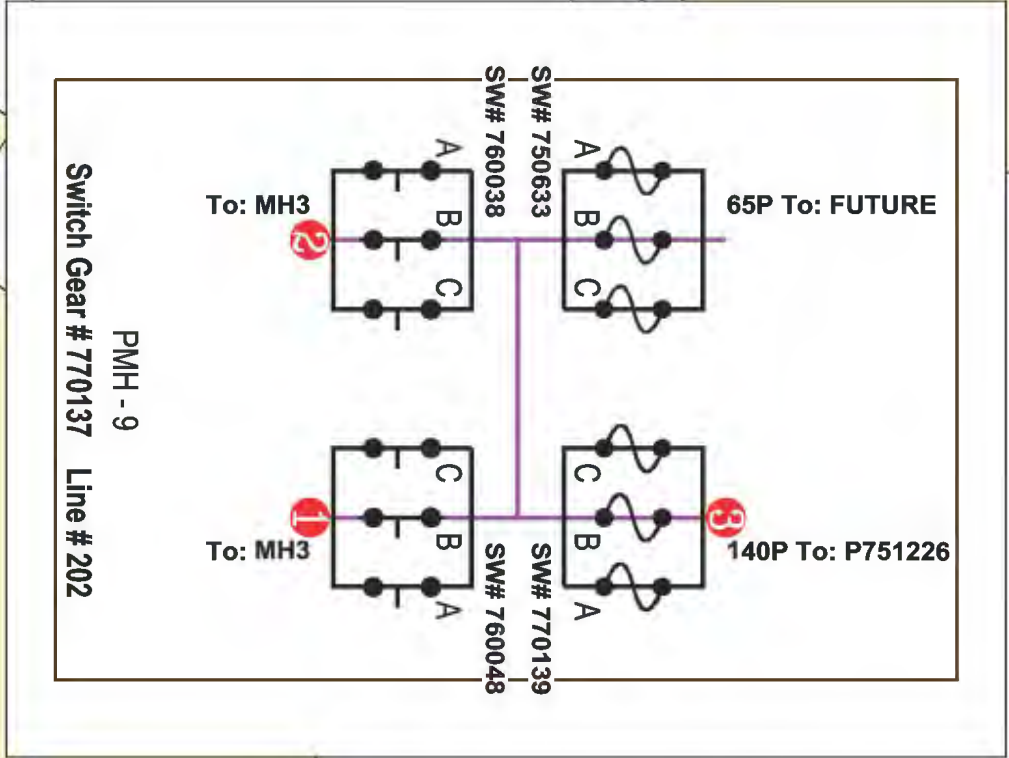 SW# 760038
SW# 750633
A
B
C
A
B
C
To: MH3
2
65P To: FUTURE
PMH - 9
Switch Gear # 770137 Line # 202
C
B
A
C
B
A
1
To: MH3
3
140P To: P751226
SW# 760048
SW# 770139